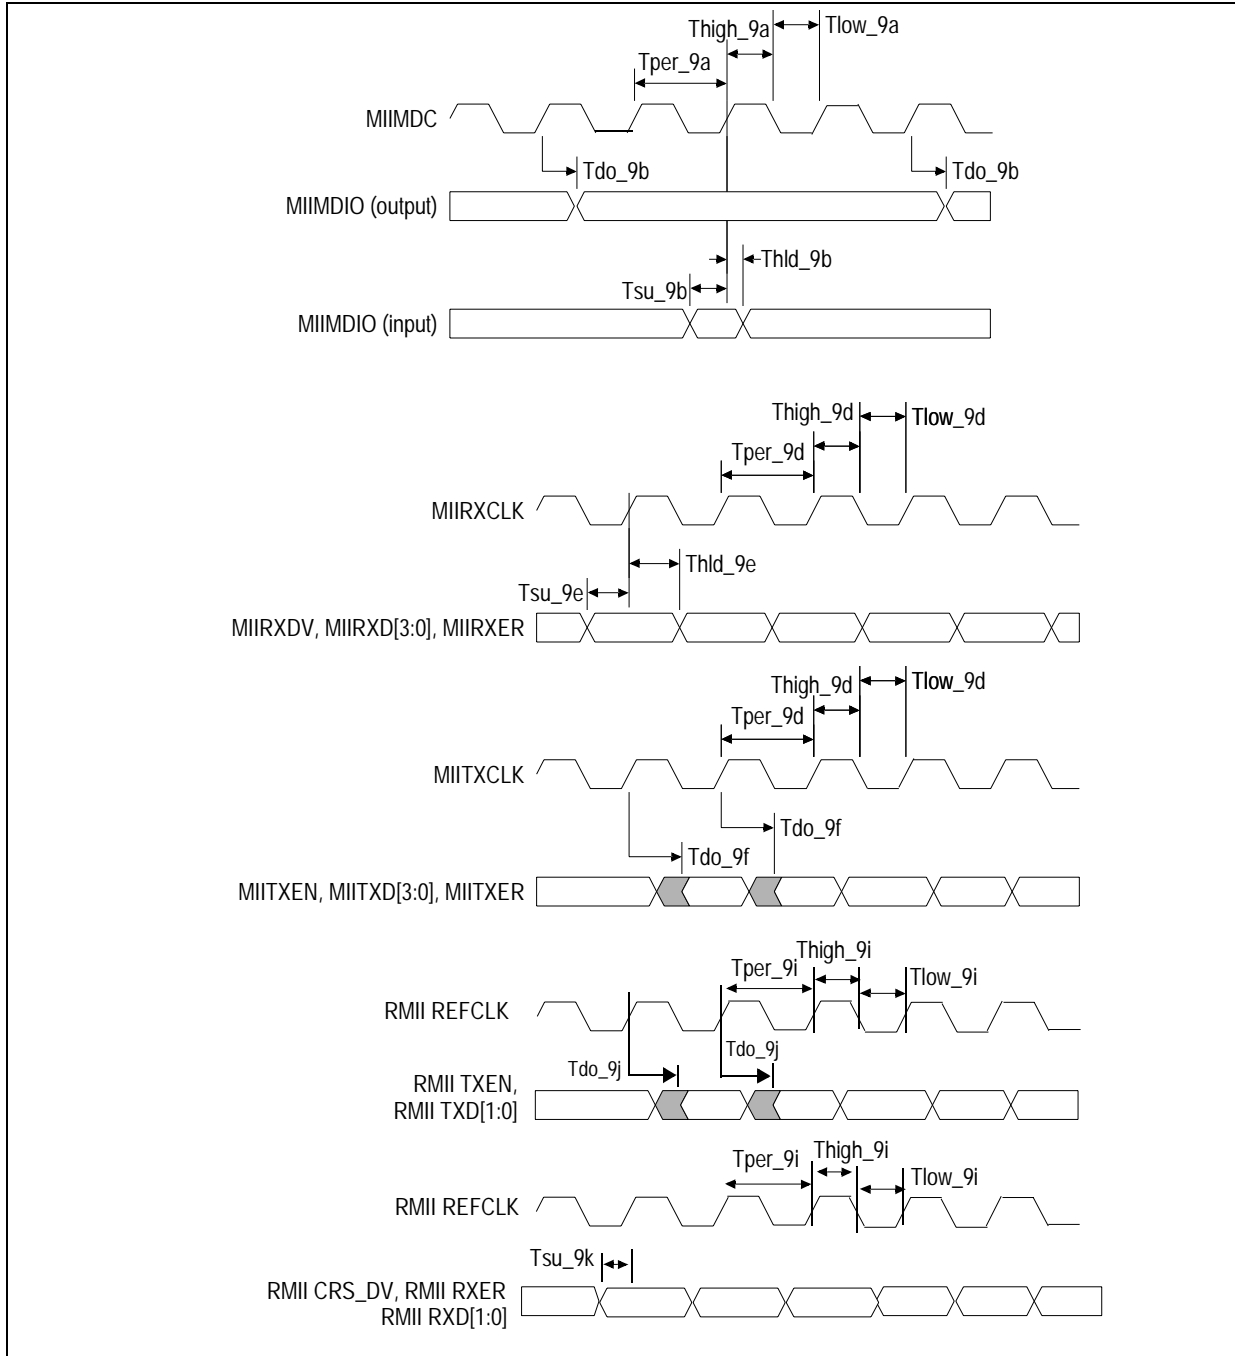 Thigh_9a
Tlow_9a
Tper_9a
MIIMDC
Tdo_9b
Tdo_9b
MIIMDIO (output)
Thld_9b
Tsu_9b
MIIMDIO (input)
Thigh_9d
Tlow_9d
Tper_9d
MIIRXCLK
Thld_9e
Tsu_9e
MIIRXDV, MIIRXD[3:0], MIIRXER
Thigh_9d
Tlow_9d
Tper_9d
MIITXCLK
Tdo_9f
Tdo_9f
MIITXEN, MIITXD[3:0], MIITXER
Thigh_9i
Tper_9i
Tlow_9i
RMII REFCLK
Tdo_9j
Tdo_9j
RMII TXEN,
RMII TXD[1:0]
Thigh_9i
Tper_9i
Tlow_9i
RMII REFCLK
Tsu_9k
RMII CRS_DV, RMII RXER
RMII RXD[1:0]